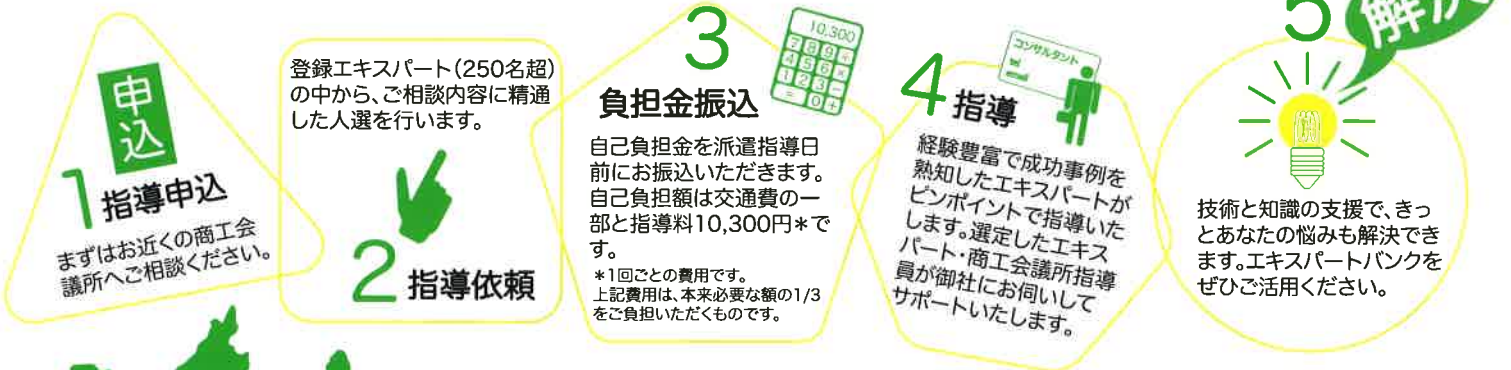 申
込
1 指導申込
まずはお近くの商工会
議所へご相談ください。
登録エキスパート(250名超)
の中から、ご相談内容に精通
した人選を行います。
2 指導依頼
3
10,300
7 8 9 ÷
4 5 6 ×
1 2 3 −
= 0 +
負担金振込
自己負担金を派遣指導日
前にお振込いただきます。
自己負担額は交通費の一
部と指導料10,300円*で
す。
*1回ごとの費用です。
上記費用は、本来必要な額の1/3
をご負担いただくものです。
コンサルタント
4 指導
経験豊富で成功事例を
熟知したエキスパートが
ピンポイントで指導いた
します。選定したエキス
パート・商工会議所指導
員が御社にお伺いして
サポートいたします。
5
解決
技術と知識の支援で、きっ
とあなたの悩みも解決でき
ます。エキスパートバンクを
ぜひご活用ください。